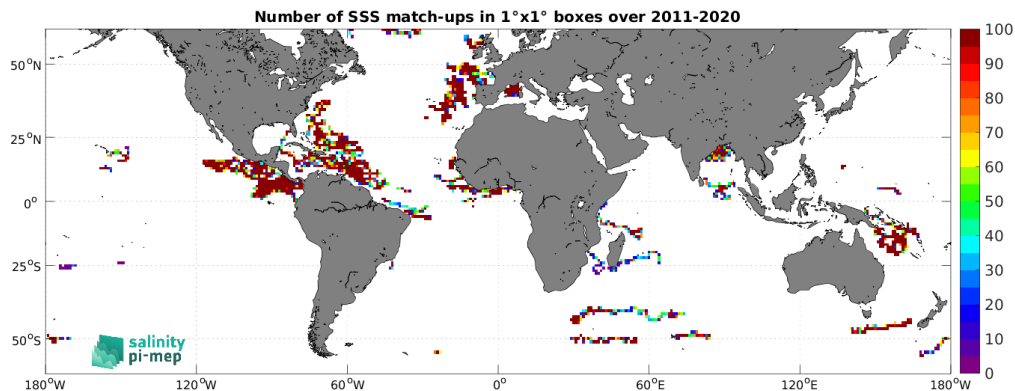 Number of SSS match-ups in 1°x1° boxes over 2011-2020
50°N
25°N
0°
25°S
50°S
180°W
120°W
60°W
0°
60°E
120°E
180°W
100
90
80
70
60
50
40
30
20
10
0
salinity
pi-mep